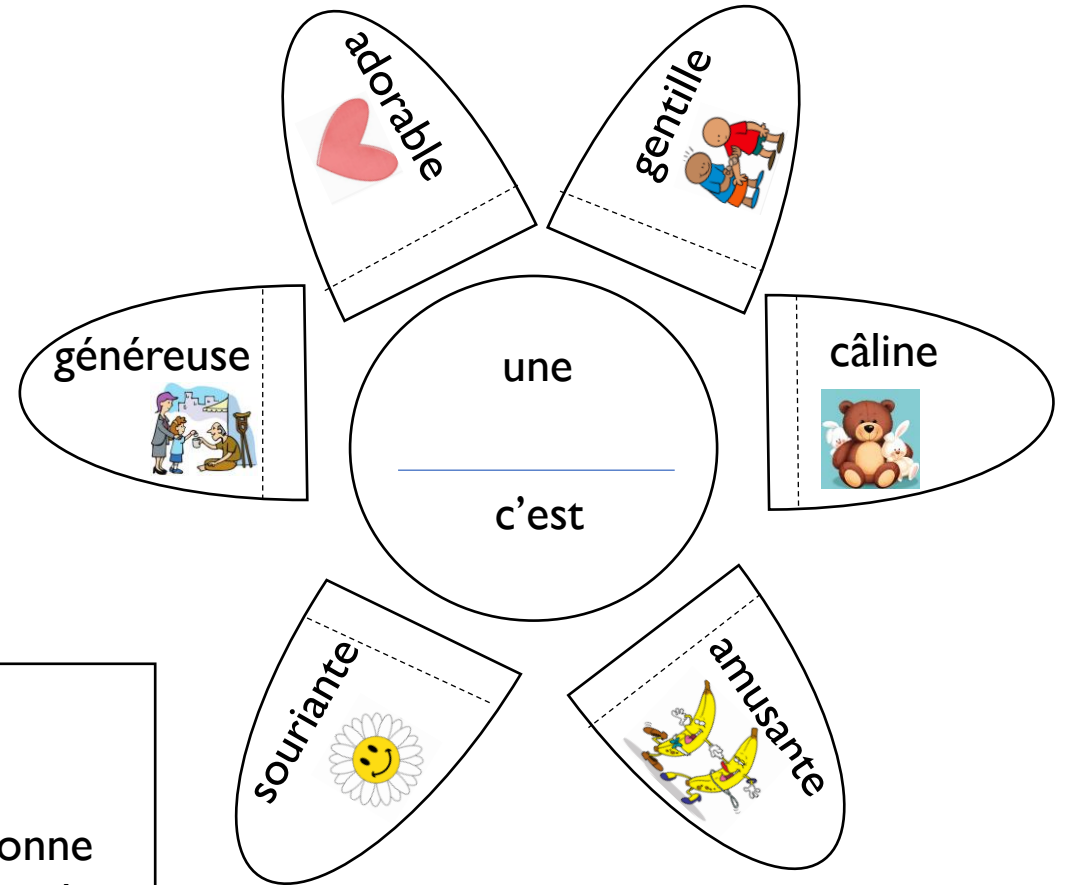 adorable
gentille
généreuse
une
câline
c'est
souriante
amusante
onne